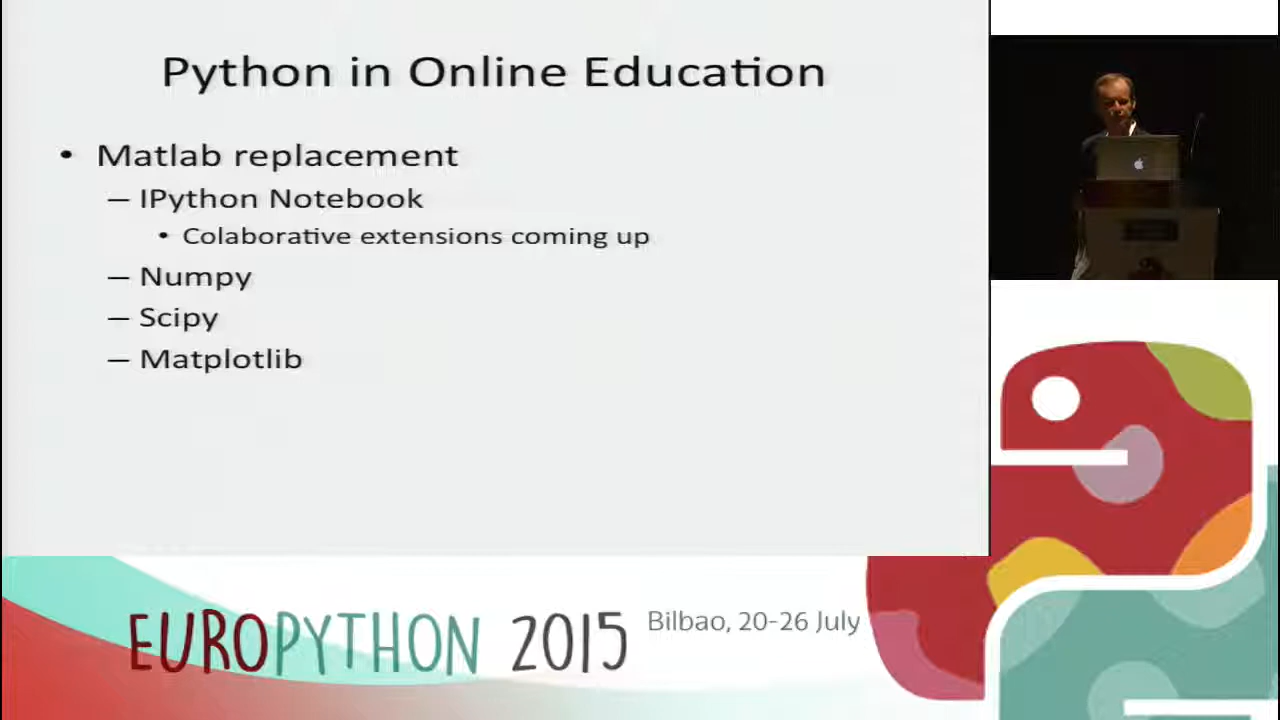 Python in Online Education
• Matlab replacement
– IPython Notebook
• Colaborative extensions coming up
– Numpy
– Scipy
– Matplotlib
EUROPYTHON 2015
Bilbao, 20-26 July